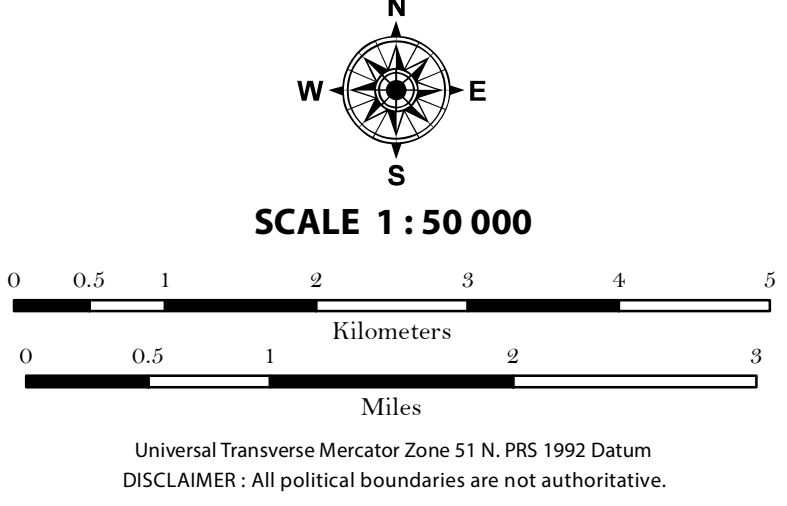 N
W E
S
SCALE 1 : 50 000
0 0.5 1 2 3 4 5
Kilometers
0 0.5 1 2 3
Miles
Universal Transverse Mercator Zone 51 N. PRS 1992 Datum
DISCLAIMER : All political boundaries are not authoritative.